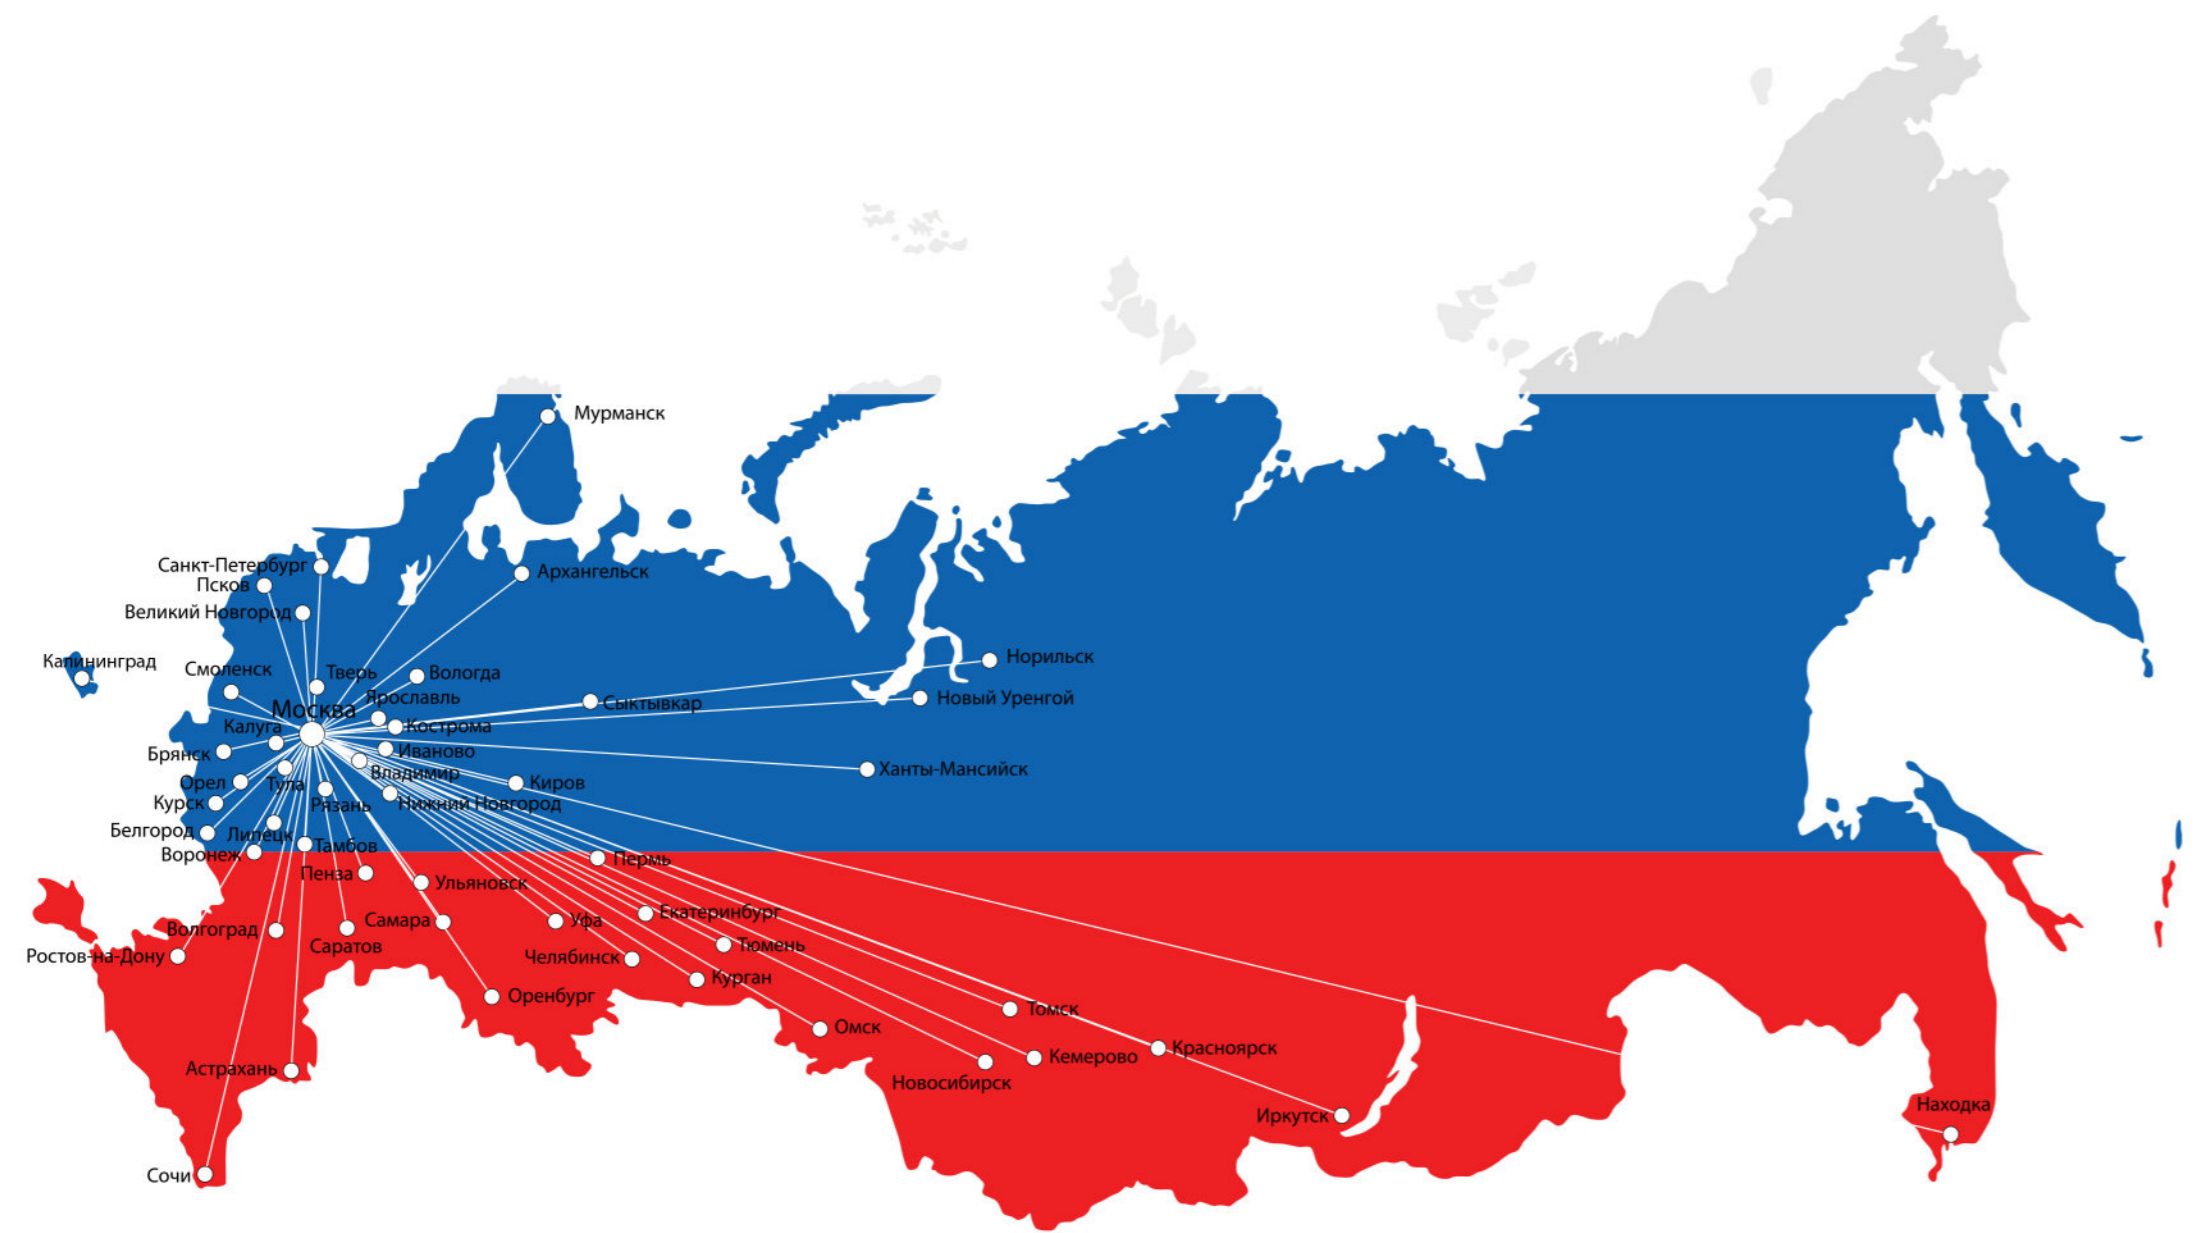 Мурманск
Санкт-Петербург
Архангельск
Псков
Великий Новгород
Норильск
Калининград
Смоленск
Тверь
Вологда
Ярославль
Новый Уренгой
Сыктывкар
Москва
Калуга
Кострома
Брянск
Иваново
Ханты-Мансийск
Владимир
Орел
Тула
Киров
Курск
Рязань
Нижний Новгород
Белгород
Липецк
Тамбов
Воронеж
Пермь
Пенза
Ульяновск
Екатеринбург
Самара
Уфа
Волгоград
Саратов
Тюмень
Ростов-на-Дону
Челябинск
Курган
Оренбург
Томск
Омск
Красноярск
Кемерово
Астрахань
Новосибирск
Находка
Иркутск
Сочи